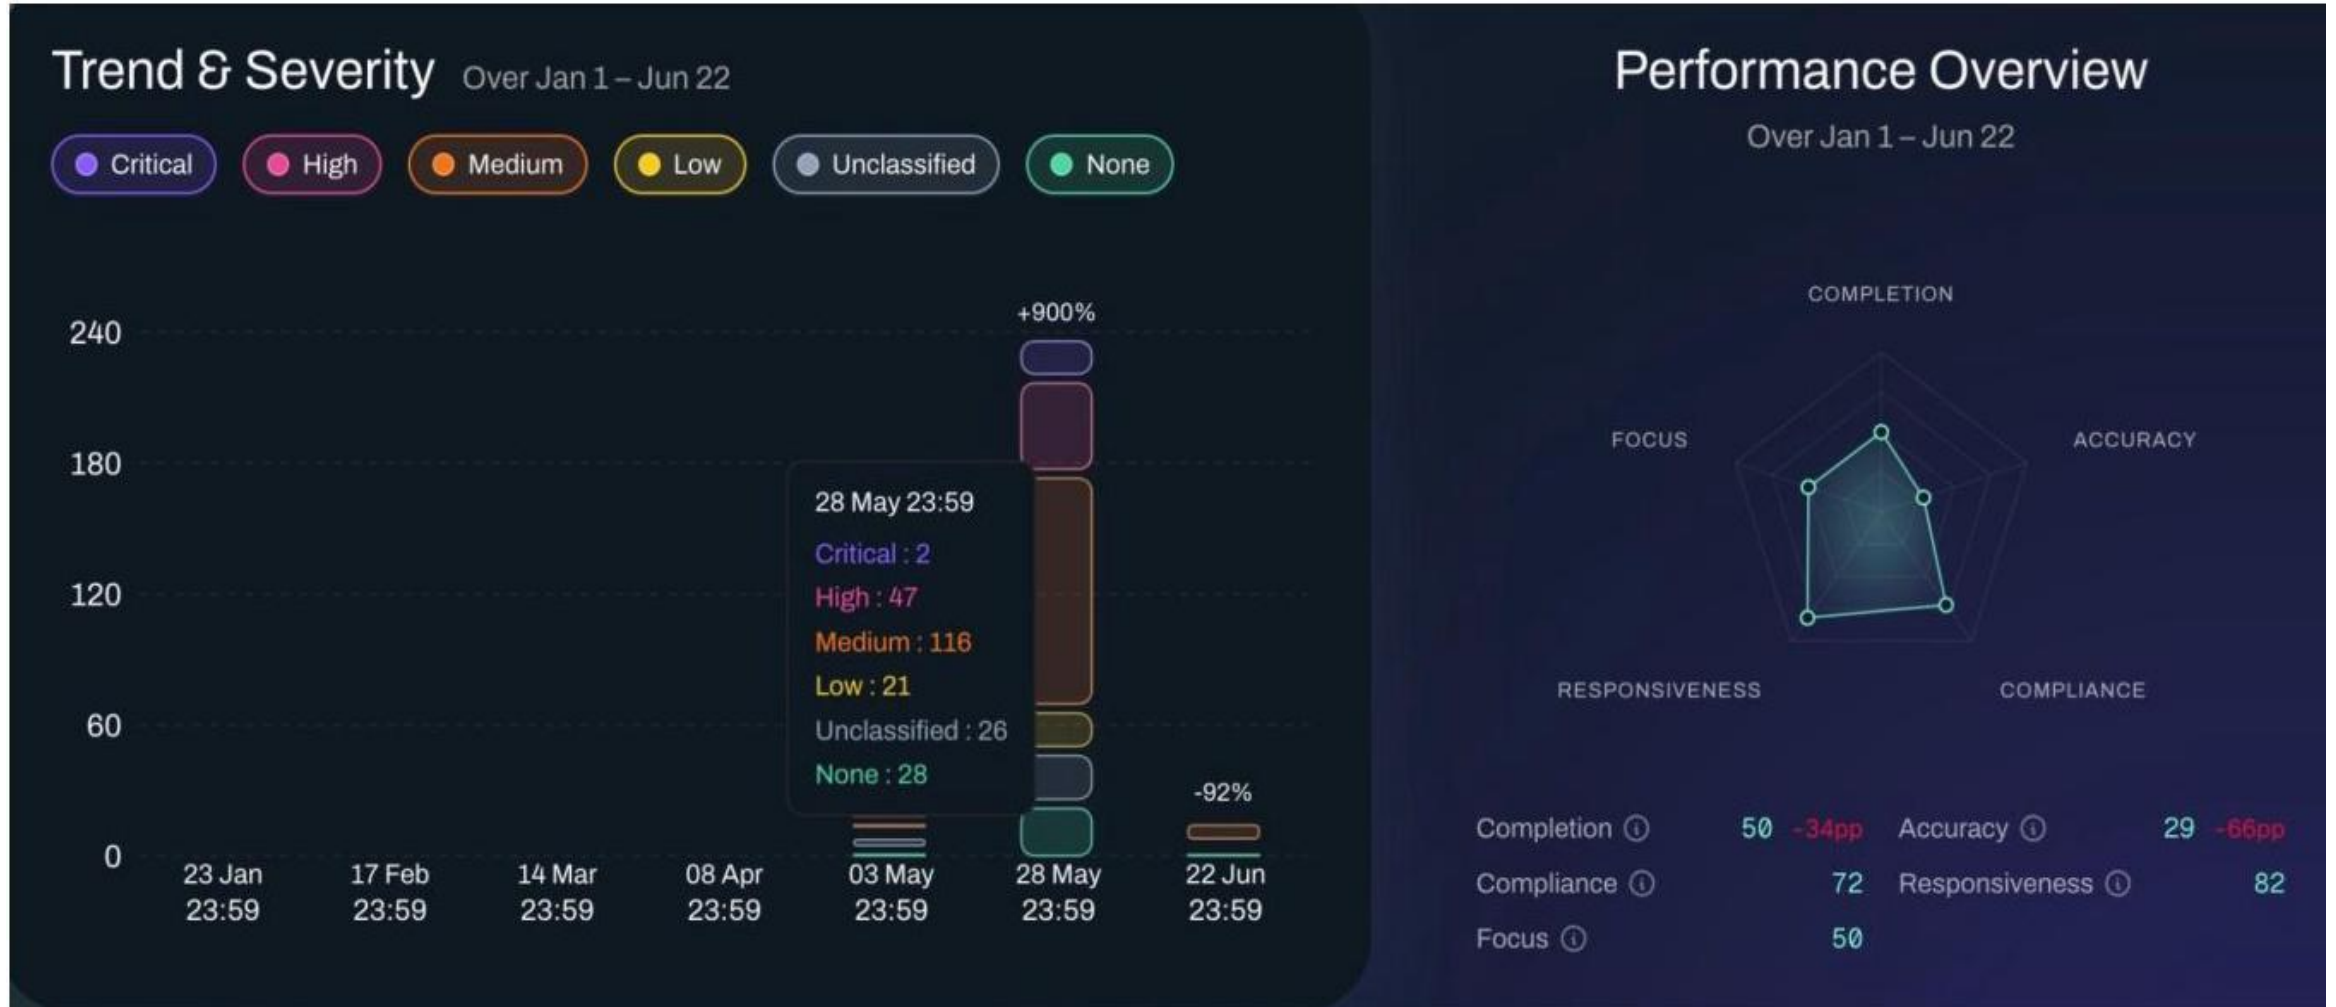 Trend & Severity Over Jan 1 – Jun 22
Critical High Medium Low Unclassified None
+900%
240
180
120
60
0
28 May 23:59
Critical : 2
High : 47
Medium : 116
Low : 21
Unclassified : 26
None : 28
-92%
23 Jan 23:59
17 Feb 23:59
14 Mar 23:59
08 Apr 23:59
03 May 23:59
28 May 23:59
22 Jun 23:59
Performance Overview
Over Jan 1 – Jun 22
COMPLETION
FOCUS
ACCURACY
RESPONSIVENESS
COMPLIANCE
Completion 50 -34pp Accuracy 29 -66pp
Compliance 72 Responsiveness 82
Focus 50